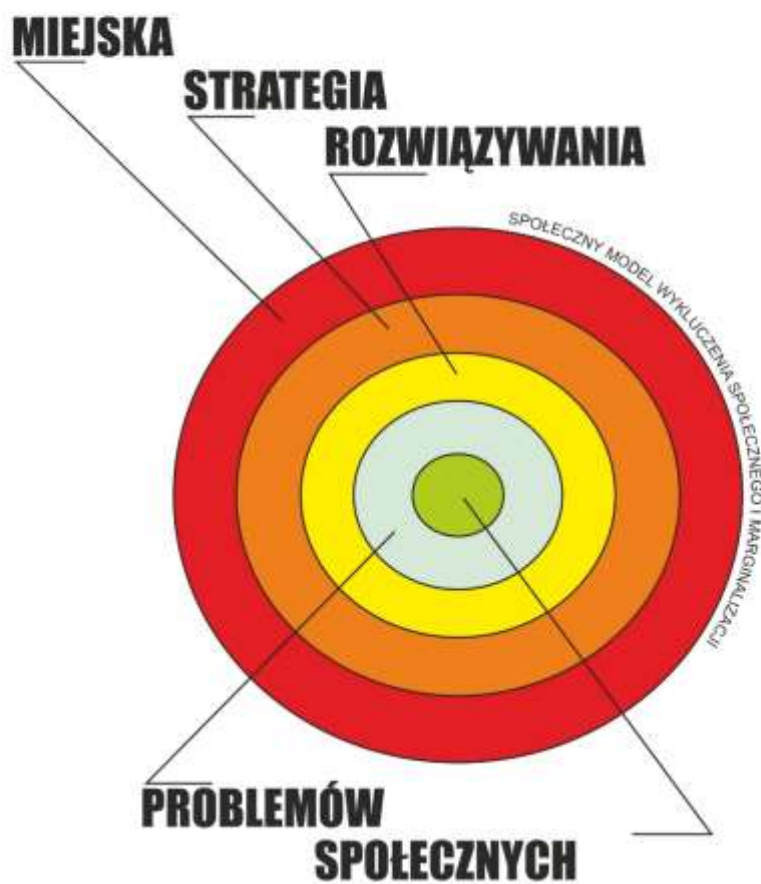 MIEJSKA
STRATEGIA
ROZWIĄZYWANIA
SPOŁECZNY MODEL WYKLUCZENIA SPOŁECZNEGO I MARGINALIZACJI
PROBLEMÓW
SPOŁECZNYCH